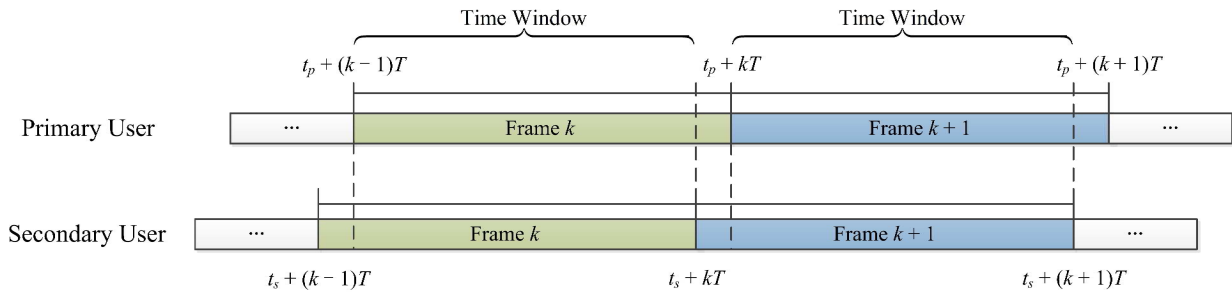 Time Window Time Window
t_p + (k − 1)T t_p + kT t_p + (k + 1)T
Primary User ... Frame k Frame k + 1 ...
Secondary User ... Frame k Frame k + 1 ...
t_s + (k − 1)T t_s + kT t_s + (k + 1)T